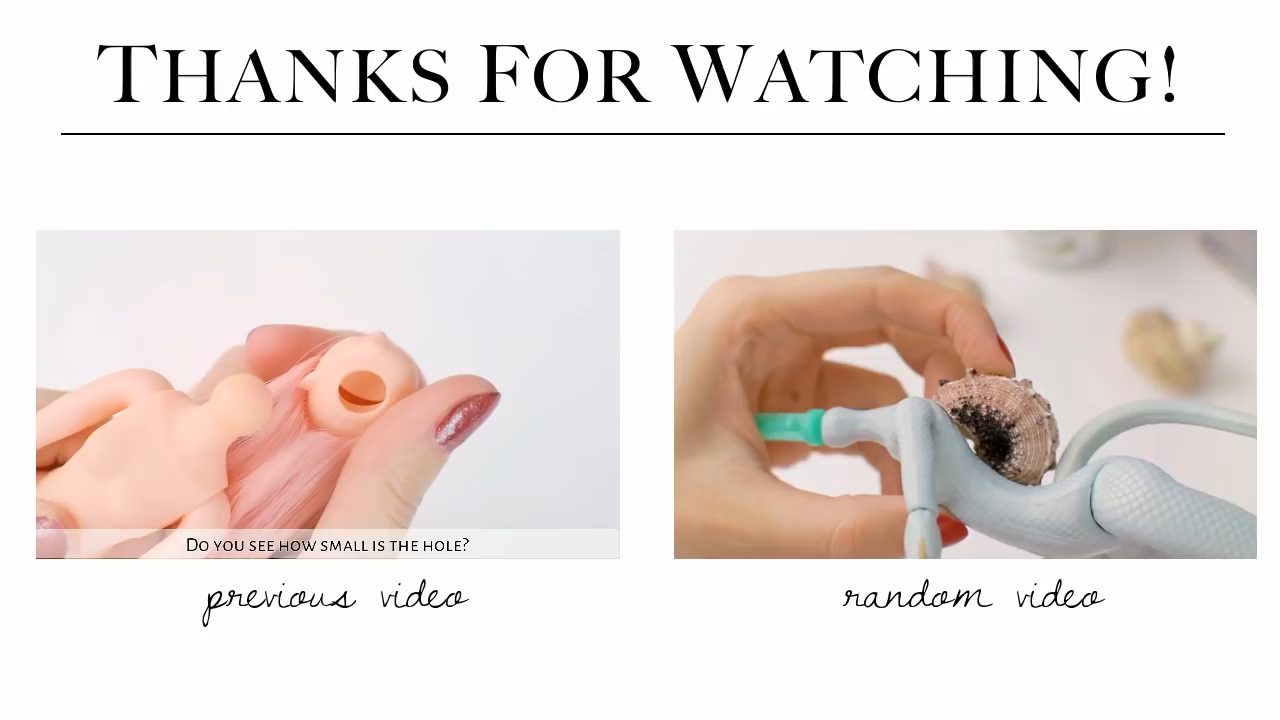 THANKS FOR WATCHING!
DO YOU SEE HOW SMALL IS THE HOLE?
previous video
random video